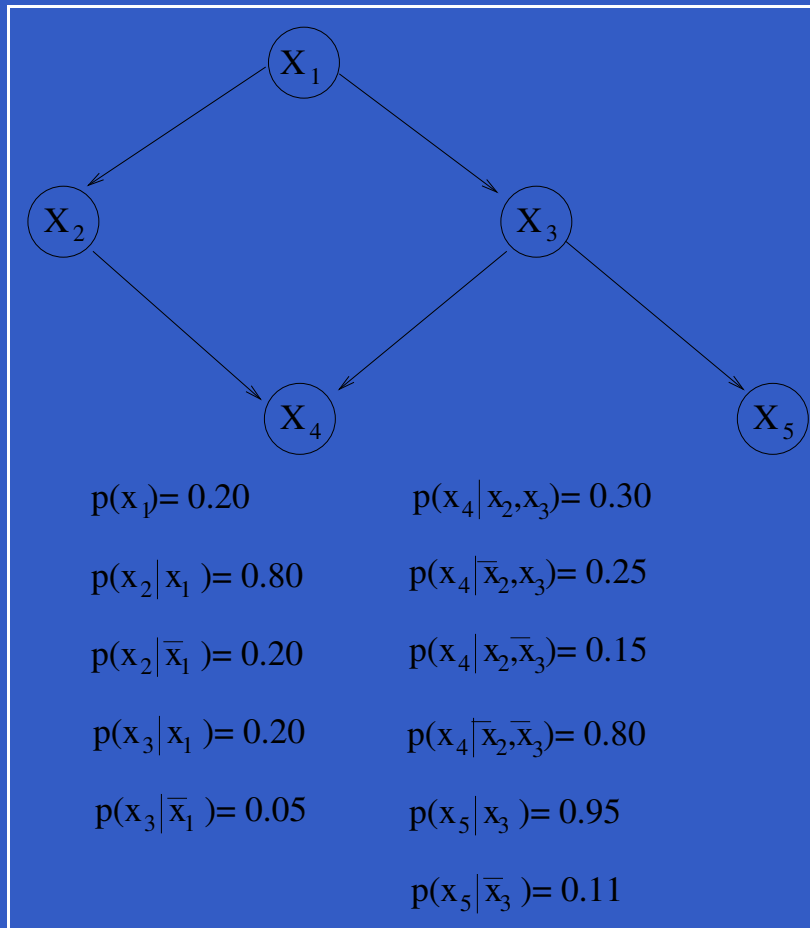 X₁
X₂
X₃
X₄
X₅
p(x₁)= 0.20
p(x₂|x₁)= 0.80
p(x₂|x̅₁)= 0.20
p(x₃|x₁)= 0.20
p(x₃|x̅₁)= 0.05
p(x₄|x₂,x₃)= 0.30
p(x₄|x̅₂,x₃)= 0.25
p(x₄|x₂,x̅₃)= 0.15
p(x₄|x̅₂,x̅₃)= 0.80
p(x₅|x₃)= 0.95
p(x₅|x̅₃)= 0.11